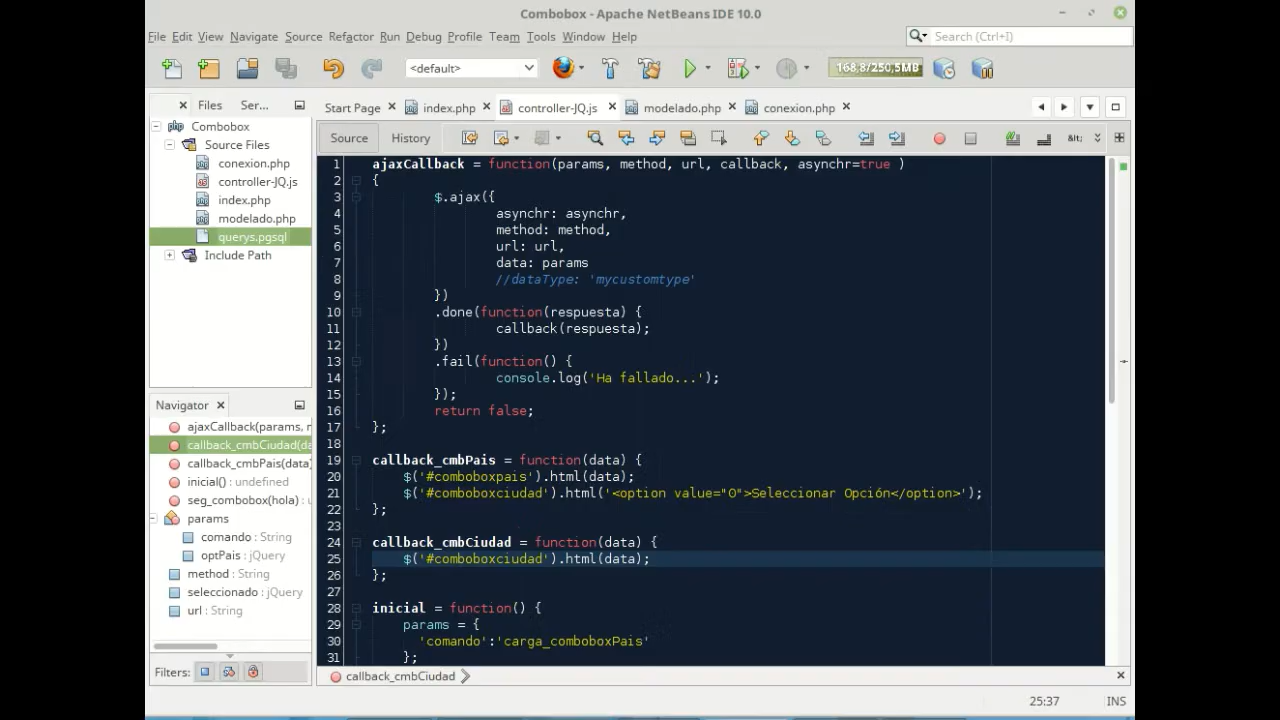 Combobox - Apache NetBeans IDE 10.0
File Edit View Navigate Source Refactor Run Debug Profile Team Tools Window Help
Search (Ctrl+I)
<default>
168,8/250,5MB
Files Ser...
Start Page index.php controller-JQ.js modelado.php conexion.php
Combobox
Source Files
conexion.php
controller-JQ.js
index.php
modelado.php
querys.pgsql
Include Path
Source History
1 ajaxCallback = function(params, method, url, callback, asynchr=true )
2 {
3 $.ajax({
4 asynchr: asynchr,
5 method: method,
6 url: url,
7 data: params
8 //dataType: 'mycustomtype'
9 })
10 .done(function(respuesta) {
11 callback(respuesta);
12 })
13 .fail(function() {
14 console.log('Ha fallado...');
15 });
16 return false;
17 };
18
19 callback_cmbPais = function(data) {
20 $('#comboboxpais').html(data);
21 $('#comboboxciudad').html('<option value="0">Seleccionar Opción</option>');
22 };
23
24 callback_cmbCiudad = function(data) {
25 $('#comboboxciudad').html(data);
26 };
27
28 inicial = function() {
29 params = {
30 'comando':'carga_comboboxPais'
31 };
Navigator
ajaxCallback(params, 
callback_cmbCiudad(da
callback_cmbPais(data)
inicial() : undefined
seg_combobox(hola) :
params
comando : String
optPais : jQuery
method : String
seleccionado : jQuery
url : String
Filters:
callback_cmbCiudad
25:37 INS